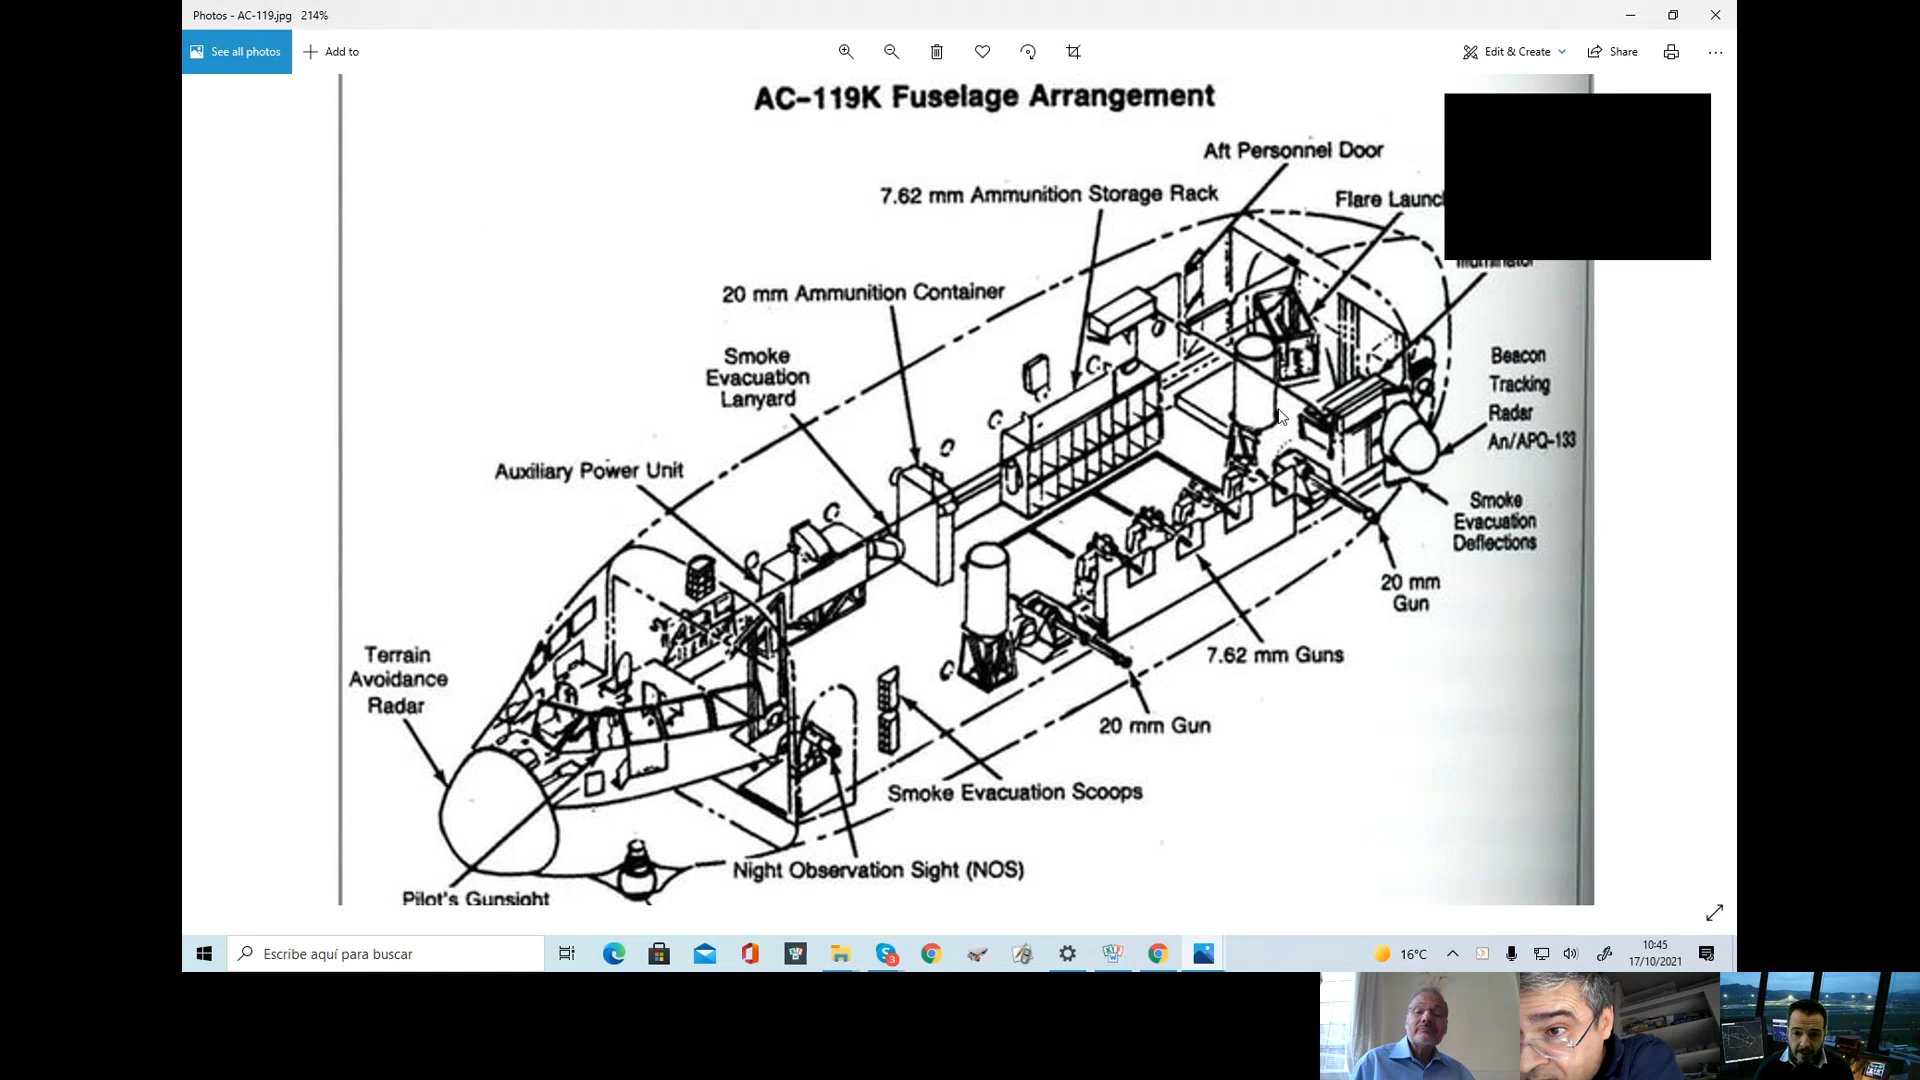 Photos - AC-119.jpg   214%
See all photos
Add to
Edit & Create
Share
AC-119K Fuselage Arrangement
Aft Personnel Door
7.62 mm Ammunition Storage Rack
Flare Launc
20 mm Ammunition Container
Smoke
Evacuation
Lanyard
Beacon
Tracking
Radar
An/APQ-133
Auxiliary Power Unit
Smoke
Evacuation
Deflections
20 mm
Gun
Terrain
Avoidance
Radar
7.62 mm Guns
20 mm Gun
Smoke Evacuation Scoops
Night Observation Sight (NOS)
Pilot's Gunsight
Escribe aquí para buscar
3
16°C
10:45
17/10/2021